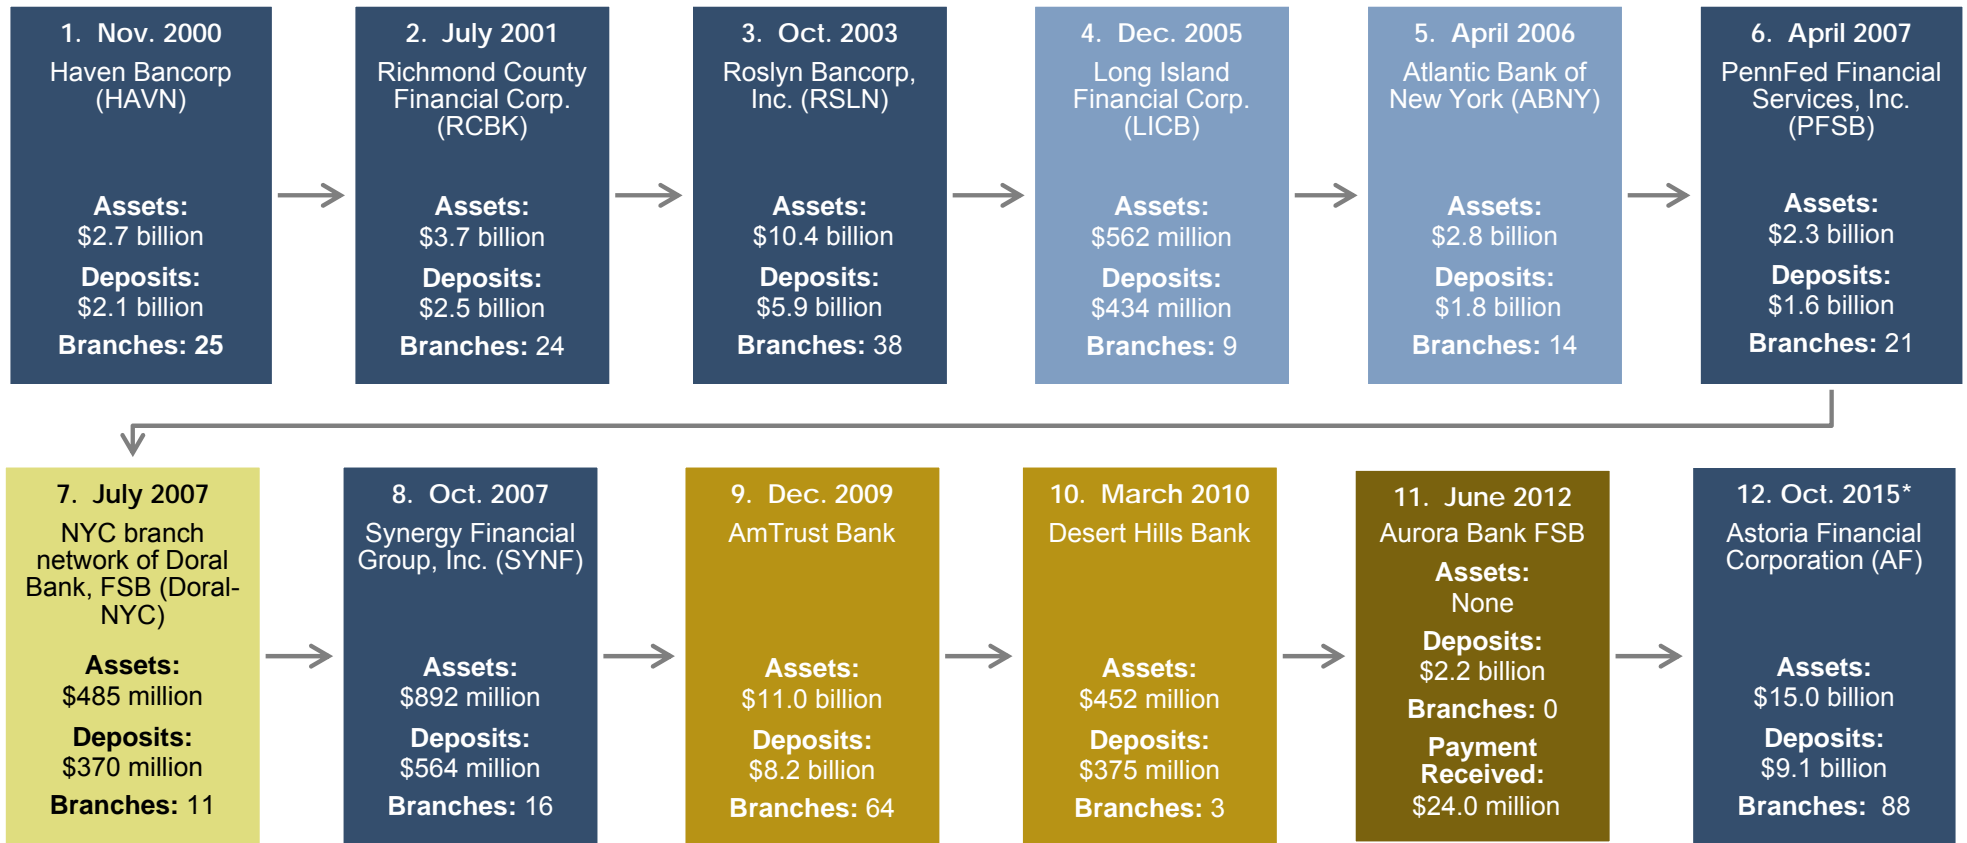 1. Nov. 2000
Haven Bancorp
(HAVN)
Assets:
$2.7 billion
Deposits:
$2.1 billion
Branches: 25
2. July 2001
Richmond County
Financial Corp.
(RCBK)
Assets:
$3.7 billion
Deposits:
$2.5 billion
Branches: 24
3. Oct. 2003
Roslyn Bancorp,
Inc. (RSLN)
Assets:
$10.4 billion
Deposits:
$5.9 billion
Branches: 38
4. Dec. 2005
Long Island
Financial Corp.
(LICB)
Assets:
$562 million
Deposits:
$434 million
Branches: 9
5. April 2006
Atlantic Bank of
New York (ABNY)
Assets:
$2.8 billion
Deposits:
$1.8 billion
Branches: 14
6. April 2007
PennFed Financial
Services, Inc.
(PFSB)
Assets:
$2.3 billion
Deposits:
$1.6 billion
Branches: 21
7. July 2007
NYC branch
network of Doral
Bank, FSB (Doral-
NYC)
Assets:
$485 million
Deposits:
$370 million
Branches: 11
8. Oct. 2007
Synergy Financial
Group, Inc. (SYNF)
Assets:
$892 million
Deposits:
$564 million
Branches: 16
9. Dec. 2009
AmTrust Bank
Assets:
$11.0 billion
Deposits:
$8.2 billion
Branches: 64
10. March 2010
Desert Hills Bank
Assets:
$452 million
Deposits:
$375 million
Branches: 3
11. June 2012
Aurora Bank FSB
Assets:
None
Deposits:
$2.2 billion
Branches: 0
Payment
Received:
$24.0 million
12. Oct. 2015*
Astoria Financial
Corporation (AF)
Assets:
$15.0 billion
Deposits:
$9.1 billion
Branches: 88